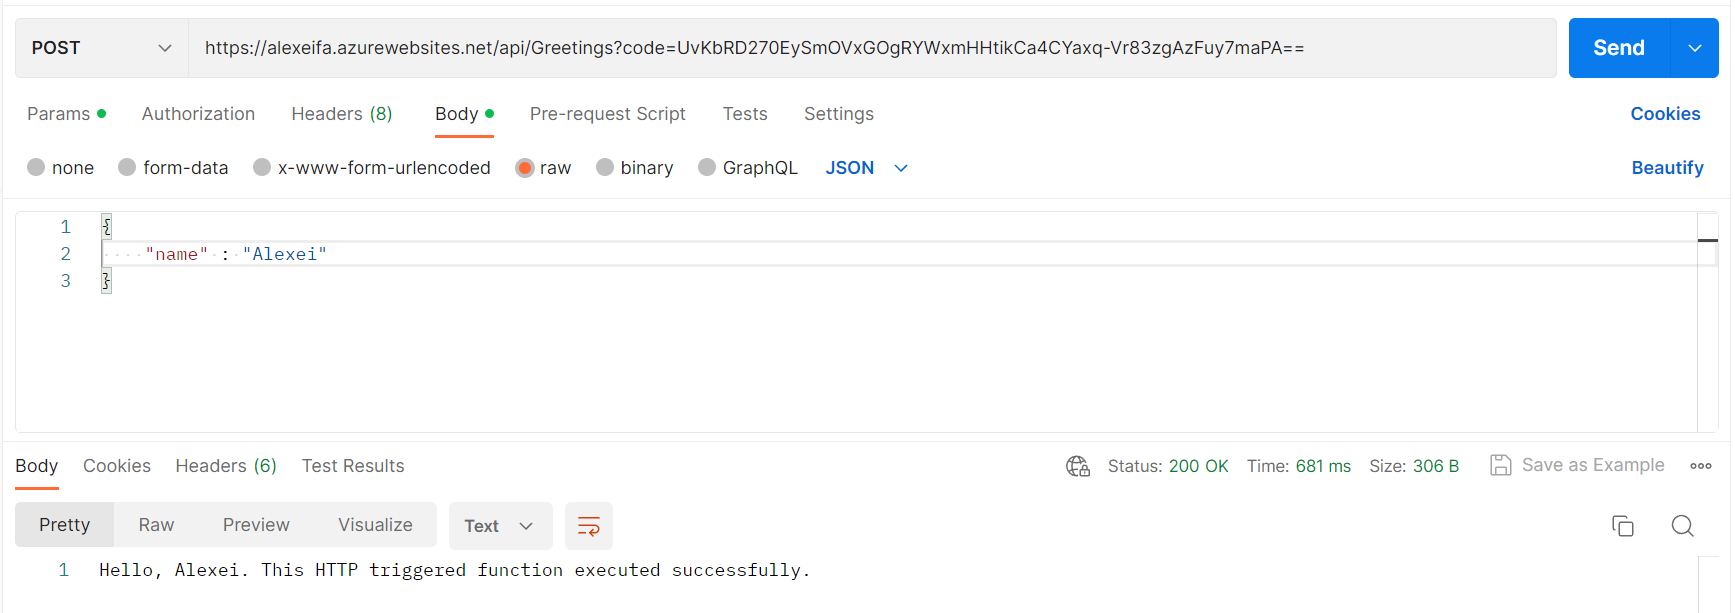 POST https://alexeifa.azurewebsites.net/api/Greetings?code=UvKbRD270EySmOVxGOgRYWxmHHtikCa4CYaxq-Vr83zgAzFuy7maPA== Send
Params Authorization Headers (8) Body Pre-request Script Tests Settings Cookies
none form-data x-www-form-urlencoded raw binary GraphQL JSON Beautify
1 {
2 "name" : "Alexei"
3 }
Body Cookies Headers (6) Test Results Status: 200 OK Time: 681 ms Size: 306 B Save as Example
Pretty Raw Preview Visualize Text
1 Hello, Alexei. This HTTP triggered function executed successfully.